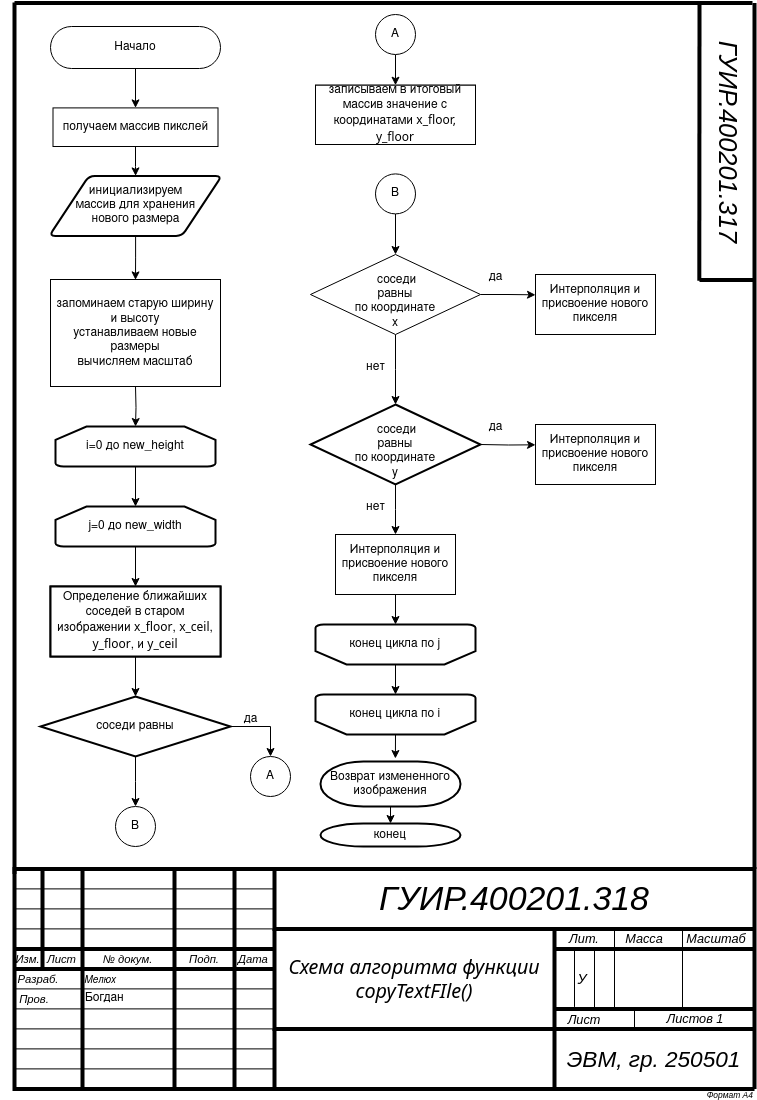 Начало
получаем массив пикслей
инициализируем
массив для хранения
нового размера
запоминаем старую ширину
и высоту
устанавливаем новые
размеры
вычисляем масштаб
i=0 до new_height
j=0 до new_width
Определение ближайших
соседей в старом
изображении x_floor, x_ceil,
y_floor, и y_ceil
соседи равны
да
A
B
A
записываем в итоговый
массив значение с
координатами x_floor,
y_floor
B
соседи
равны
по координате
x
да
Интерполяция и
присвоение нового
пикселя
нет
соседи
равны
по координате
y
да
Интерполяция и
присвоение нового
пикселя
нет
Интерполяция и
присвоение нового
пикселя
конец цикла по j
конец цикла по i
Возврат измененного
изображения
конец
ГУИР.400201.317
ГУИР.400201.318
Изм. Лист № докум. Подп. Дата
Разраб. Мелюх
Пров. Богдан
Схема алгоритма функции
copyTextFIle()
Лит. Масса Масштаб
У
Лист Листов 1
ЭВМ, гр. 250501
Формат А4